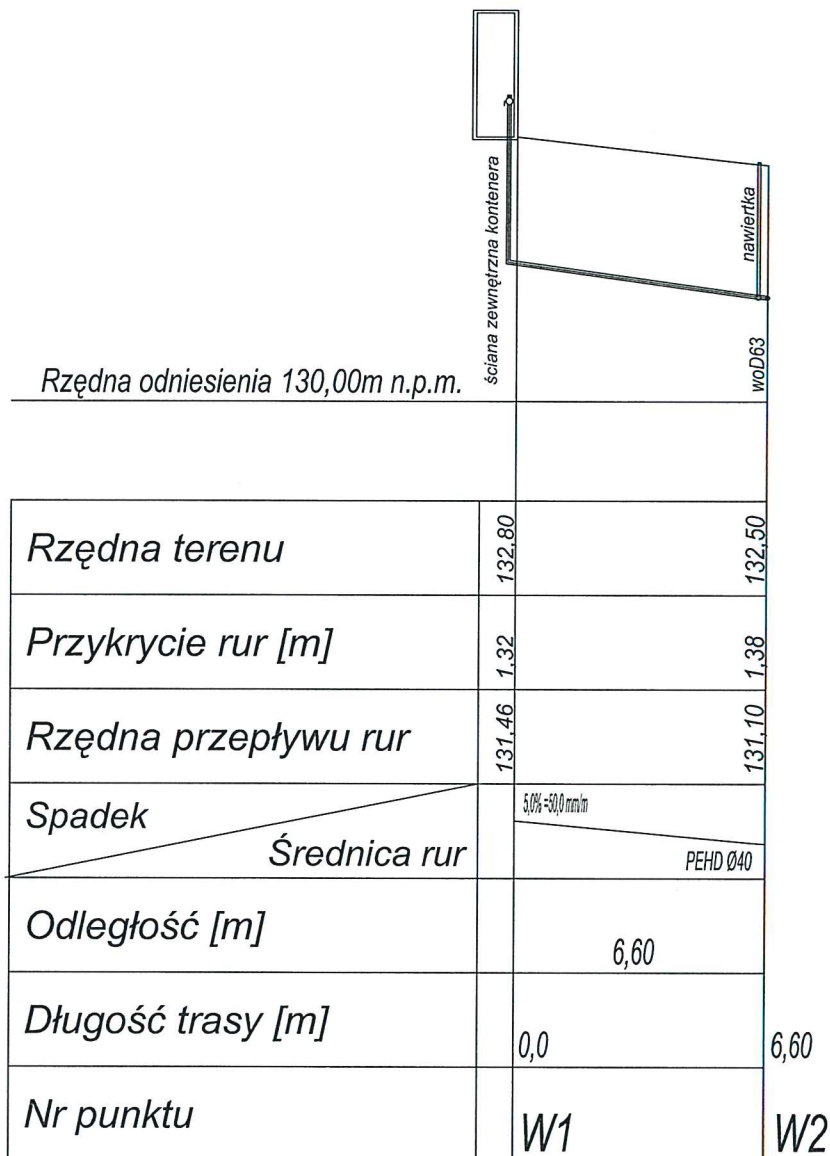 ściana zewnętrzna kontenera
nawiertka
woD63
Rzędna odniesienia 130,00m n.p.m.
Rzędna terenu 132,80 132,50
Przykrycie rur [m] 1,32 1,38
Rzędna przepływu rur 131,46 131,10
Spadek 5,0% =50,0 mm/m
Średnica rur PEHD Ø40
Odległość [m] 6,60
Długość trasy [m] 0,0 6,60
Nr punktu W1 W2